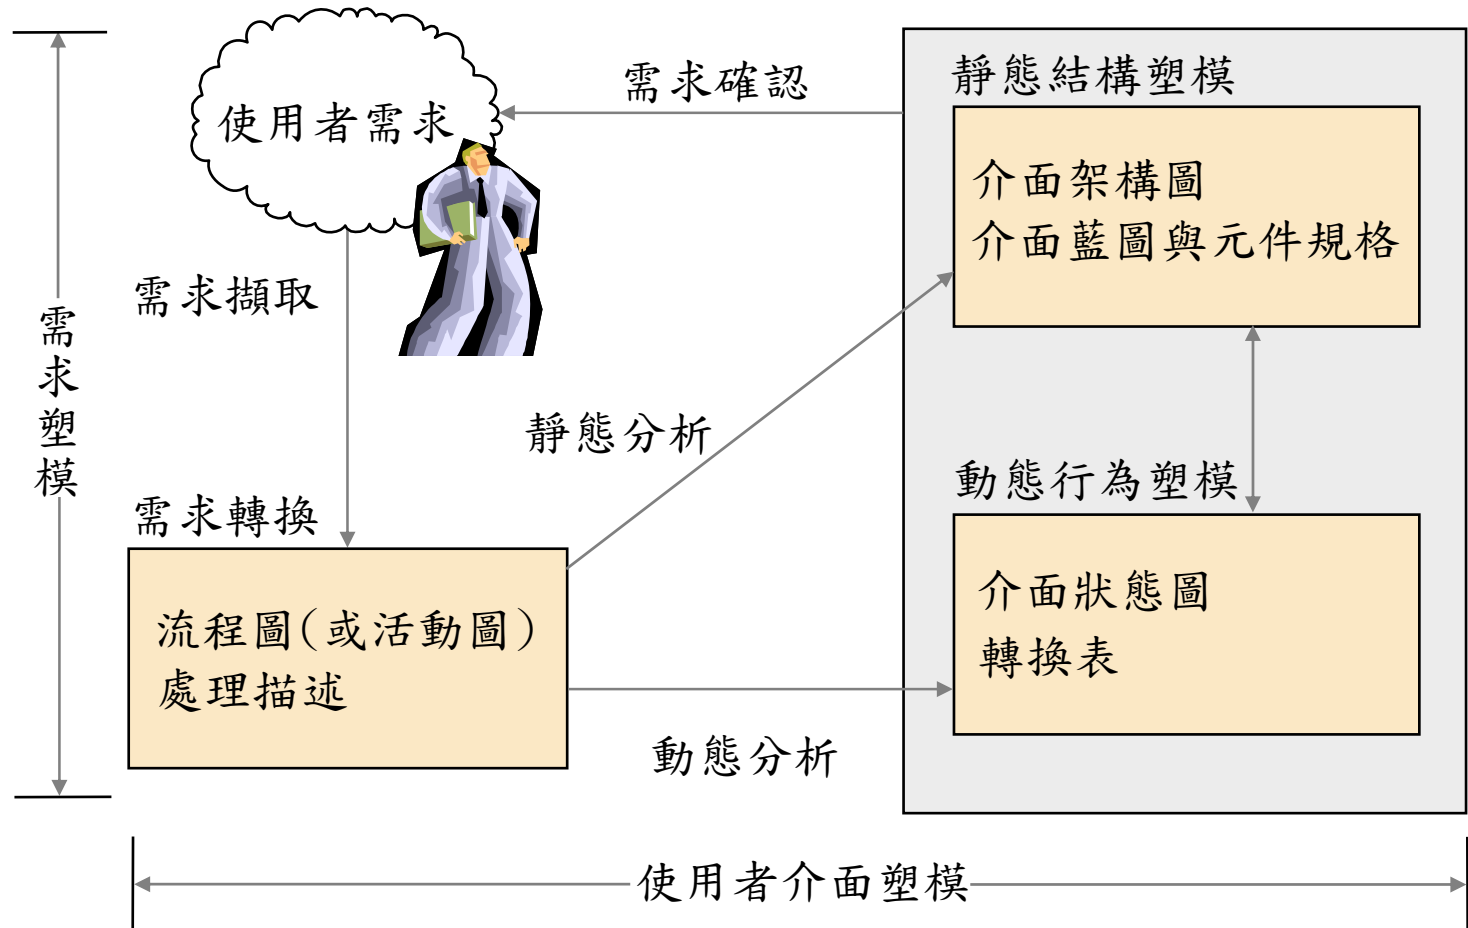 使用者需求
需求確認
靜態結構塑模
介面架構圖
介面藍圖與元件規格
需求擷取
需求塑模
靜態分析
動態行為塑模
需求轉換
流程圖(或活動圖)
處理描述
介面狀態圖
轉換表
動態分析
使用者介面塑模